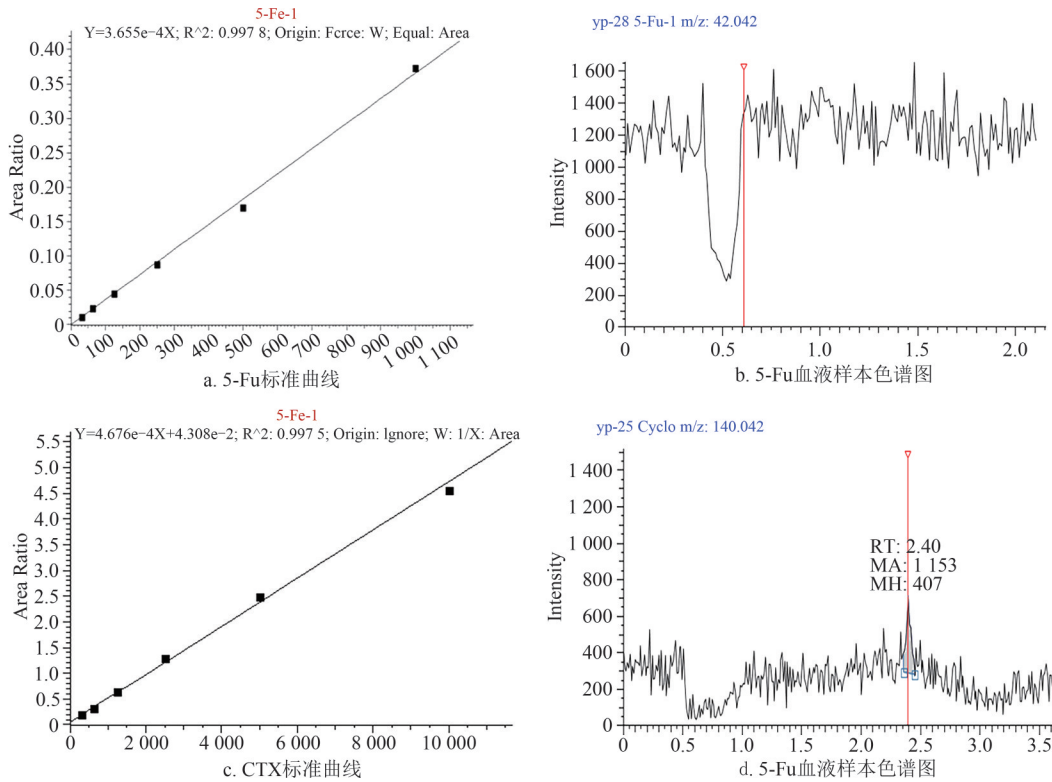 5-Fe-1
Y=3.655e−4X; R^2: 0.997 8; Origin: Fcrce: W; Equal: Area
0.40
0.35
0.30
0.25
0.20
0.15
0.10
0.05
0
Area Ratio
0 100 200 300 400 500 600 700 800 900 1 000 1 100
a. 5-Fu标准曲线
yp-28 5-Fu-1 m/z: 42.042
1 600
1 400
1 200
1 000
800
600
400
200
0
Intensity
0 0.5 1.0 1.5 2.0
b. 5-Fu血液样本色谱图
5-Fe-1
Y=4.676e−4X+4.308e−2; R^2: 0.997 5; Origin: lgnore; W: 1/X: Area
5.5
5.0
4.5
4.0
3.5
3.0
2.5
2.0
1.5
1.0
0.5
0
Area Ratio
0 2 000 4 000 6 000 8 000 10 000
c. CTX标准曲线
yp-25 Cyclo m/z: 140.042
1 400
1 200
1 000
800
600
400
200
0
Intensity
RT: 2.40
MA: 1 153
MH: 407
0 0.5 1.0 1.5 2.0 2.5 3.0 3.5
d. 5-Fu血液样本色谱图